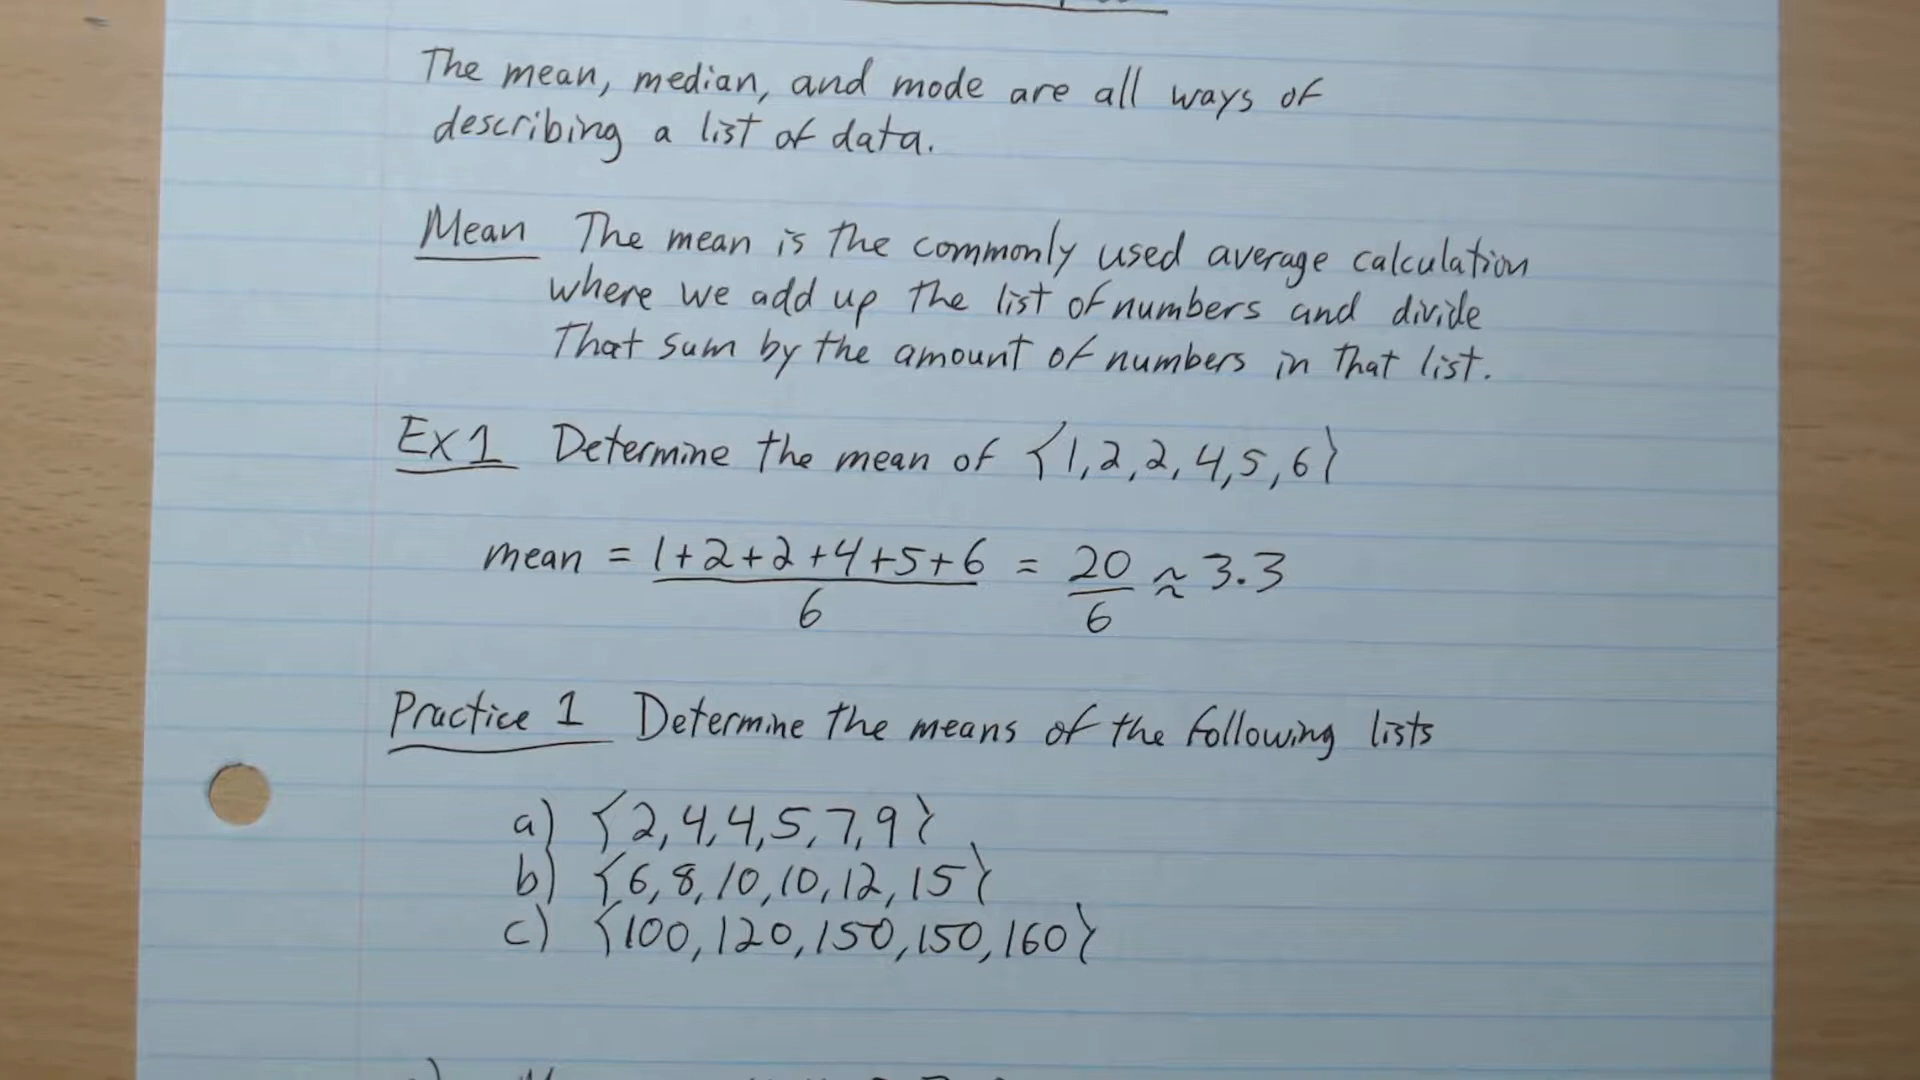 The mean, median, and mode are all ways of
describing a list of data.
Mean The mean is the commonly used average calculation
where we add up the list of numbers and divide
That sum by the amount of numbers in that list.
Ex 1 Determine the mean of {1,2,2,4,5,6}
mean = 1+2+2+4+5+6 / 6 = 20 / 6 ≈ 3.3
Practice 1 Determine the means of the following lists
a) {2,4,4,5,7,9}
b) {6,8,10,10,12,15}
c) {100,120,150,150,160}